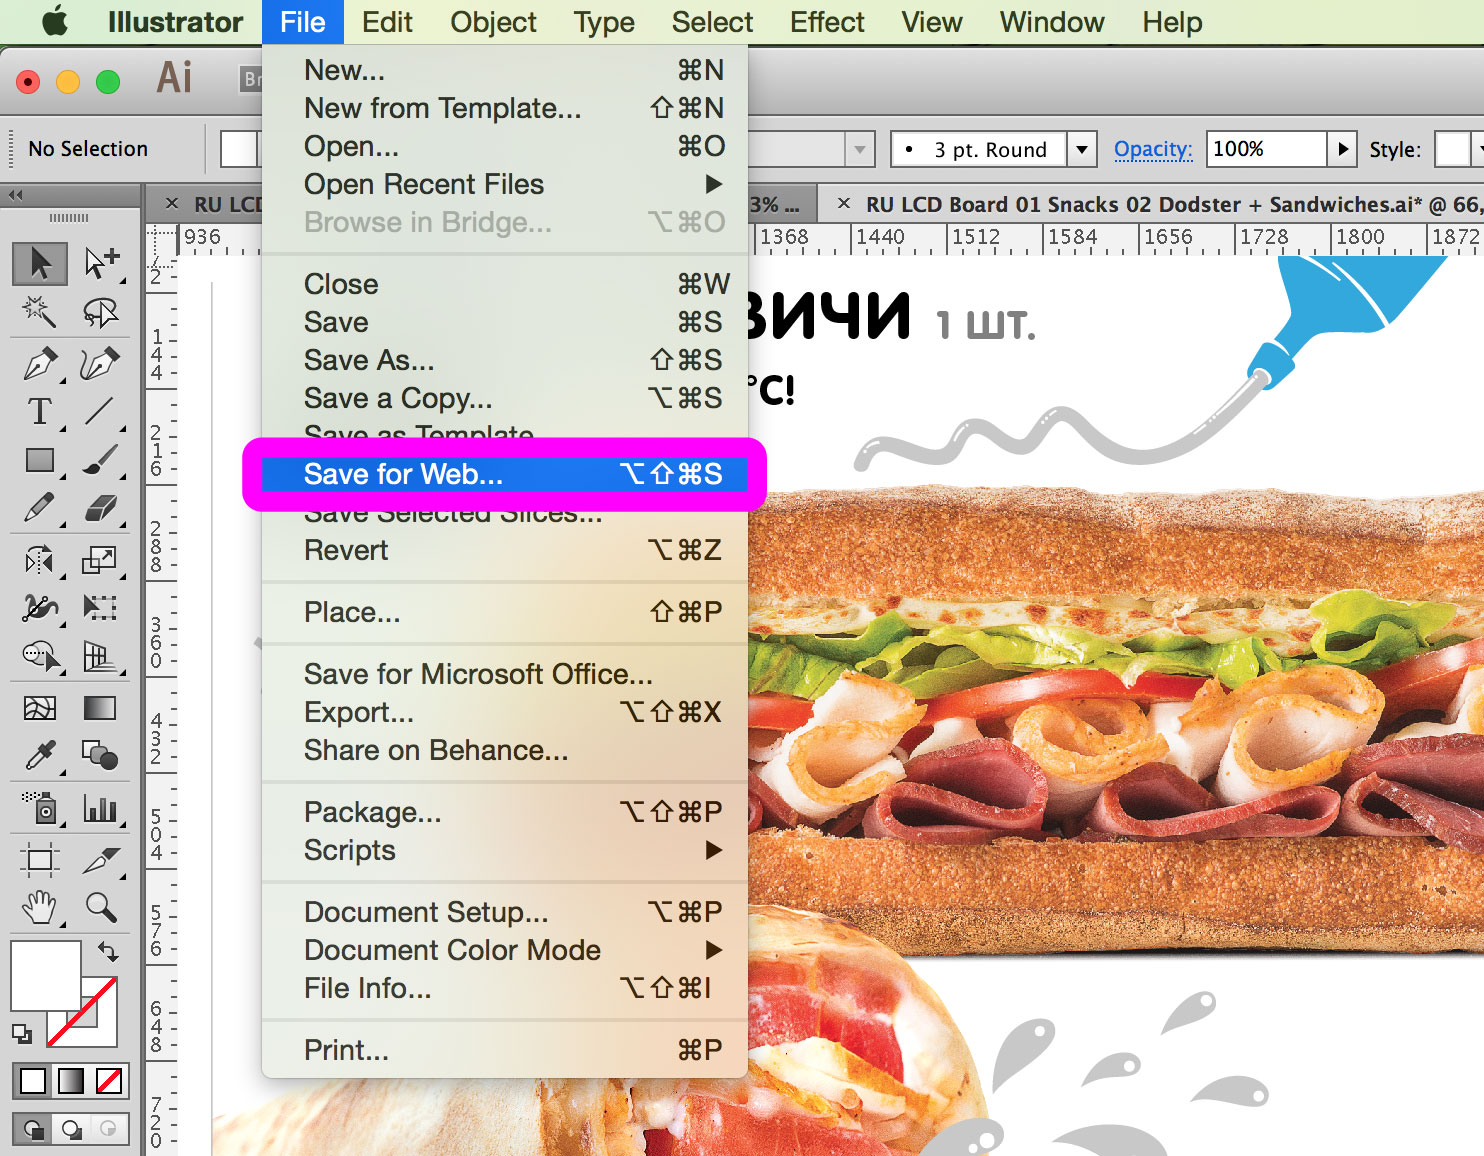 Illustrator File Edit Object Type Select Effect View Window Help
Ai Br
No Selection
3 pt. Round Opacity: 100% Style:
× RU LCD
3% ...
× RU LCD Board 01 Snacks 02 Dodster + Sandwiches.ai* @ 66,
936 1368 1440 1512 1584 1656 1728 1800 1872
New... ⌘N
New from Template... ⇧⌘N
Open... ⌘O
Open Recent Files ▶
Browse in Bridge... ⌥⌘O
Close ⌘W
Save ⌘S
Save As... ⇧⌘S
Save a Copy... ⌥⌘S
Save as Template
Save for Web... ⌥⇧⌘S
Save Selected Slices...
Revert ⌥⌘Z
Place... ⇧⌘P
Save for Microsoft Office...
Export... ⌥⇧⌘X
Share on Behance...
Package... ⌥⇧⌘P
Scripts ▶
Document Setup... ⌥⌘P
Document Color Mode ▶
File Info... ⌥⇧⌘I
Print... ⌘P
72
144
216
288
360
432
504
576
648
720
ВИЧИ 1 шт.
°C!